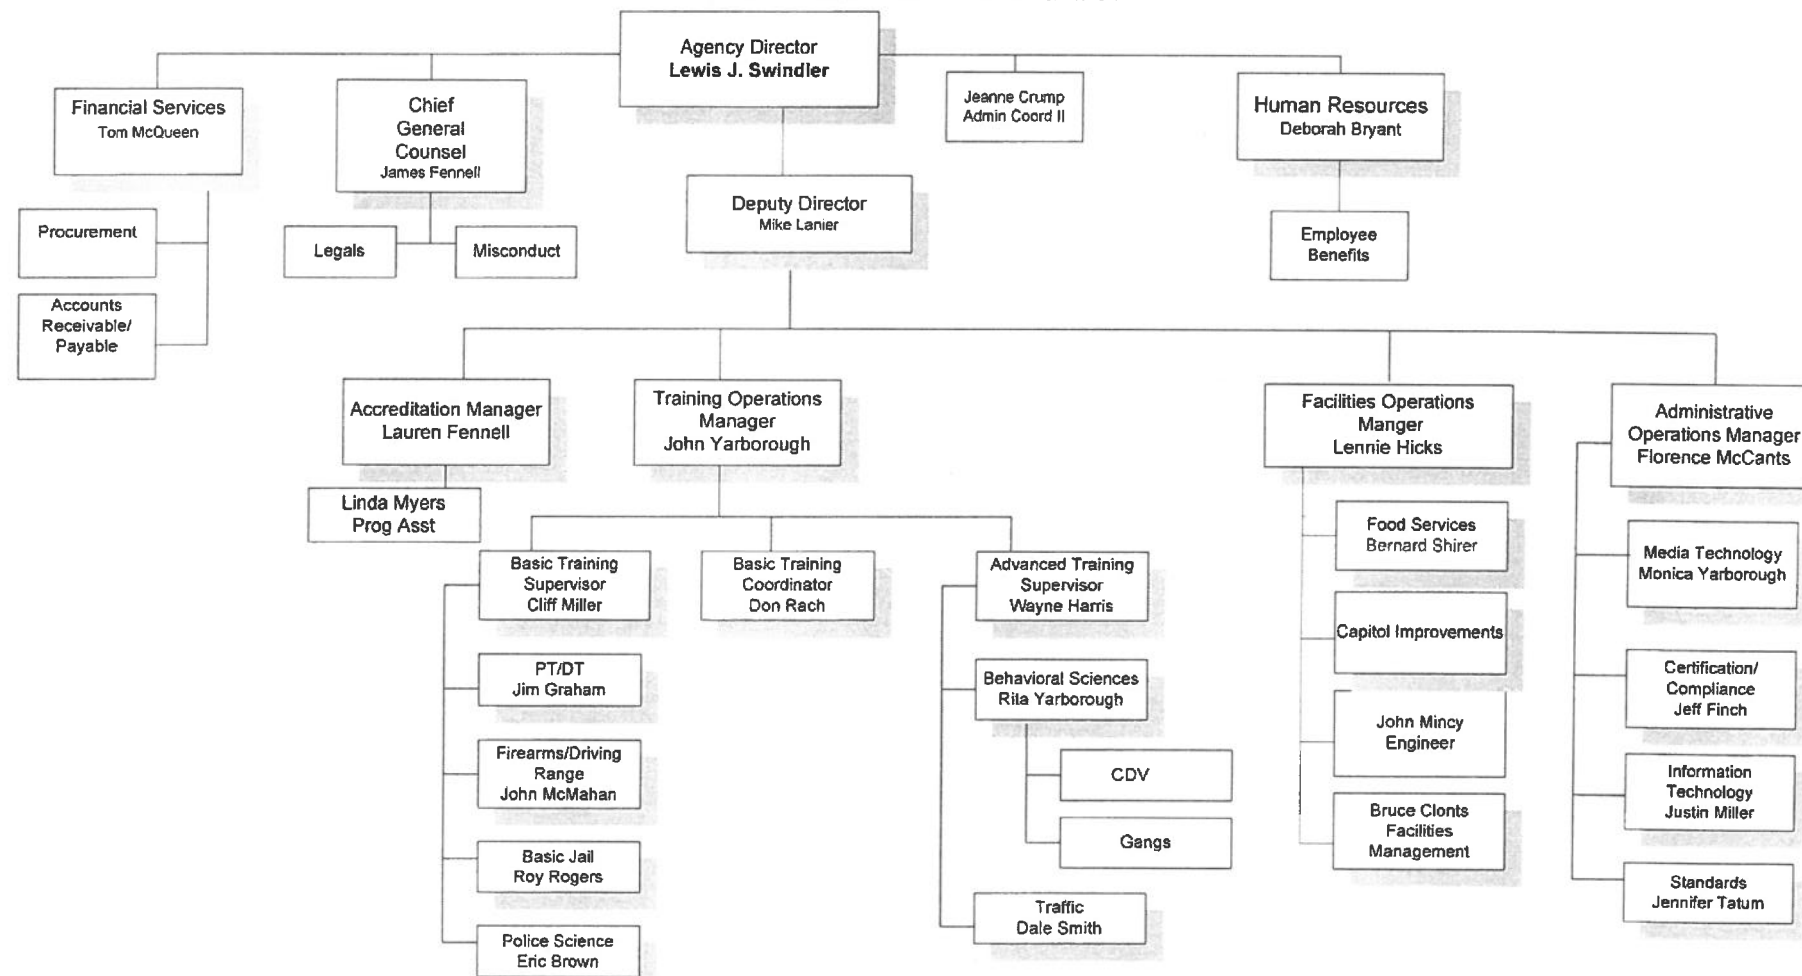 Agency Director
Lewis J. Swindler
Financial Services
Tom McQueen
Chief
General
Counsel
James Fennell
Jeanne Crump
Admin Coord II
Human Resources
Deborah Bryant
Procurement
Accounts
Receivable/
Payable
Legals
Misconduct
Deputy Director
Mike Lanier
Employee
Benefits
Accreditation Manager
Lauren Fennell
Linda Myers
Prog Asst
Training Operations
Manager
John Yarborough
Facilities Operations
Manger
Lennie Hicks
Administrative
Operations Manager
Florence McCants
Basic Training
Supervisor
Cliff Miller
PT/DT
Jim Graham
Firearms/Driving
Range
John McMahan
Basic Jail
Roy Rogers
Police Science
Eric Brown
Basic Training
Coordinator
Don Rach
Advanced Training
Supervisor
Wayne Harris
Behavioral Sciences
Rita Yarborough
CDV
Gangs
Traffic
Dale Smith
Food Services
Bernard Shirer
Capitol Improvements
John Mincy
Engineer
Bruce Clonts
Facilities
Management
Media Technology
Monica Yarborough
Certification/
Compliance
Jeff Finch
Information
Technology
Justin Miller
Standards
Jennifer Tatum